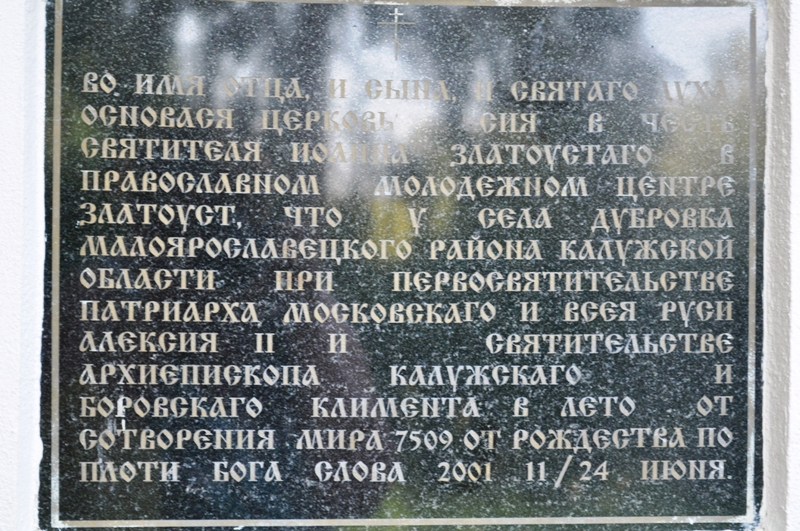 ВО ИМЯ ОТЦА, И СЫНА, И СВЯТАГО ДУХА
ОСНОВАСЯ ЦЕРКОВЬ СИЯ В ЧЕСТЬ
СВЯТИТЕЛЯ ИОАННА ЗЛАТОУСТАГО В
ПРАВОСЛАВНОМ МОЛОДЕЖНОМ ЦЕНТРЕ
ЗЛАТОУСТ, ЧТО У СЕЛА ДУБРОВКА
МАЛОЯРОСЛАВЕЦКОГО РАЙОНА КАЛУЖСКОЙ
ОБЛАСТИ ПРИ ПЕРВОСВЯТИТЕЛЬСТВЕ
ПАТРИАРХА МОСКОВСКАГО И ВСЕЯ РУСИ
АЛЕКСИЯ II И СВЯТИТЕЛЬСТВЕ
АРХИЕПИСКОПА КАЛУЖСКАГО И
БОРОВСКАГО КЛИМЕНТА В ЛЕТО ОТ
СОТВОРЕНИЯ МИРА 7509 ОТ РОЖДЕСТВА ПО
ПЛОТИ БОГА СЛОВА 2001 11/24 ИЮНЯ.